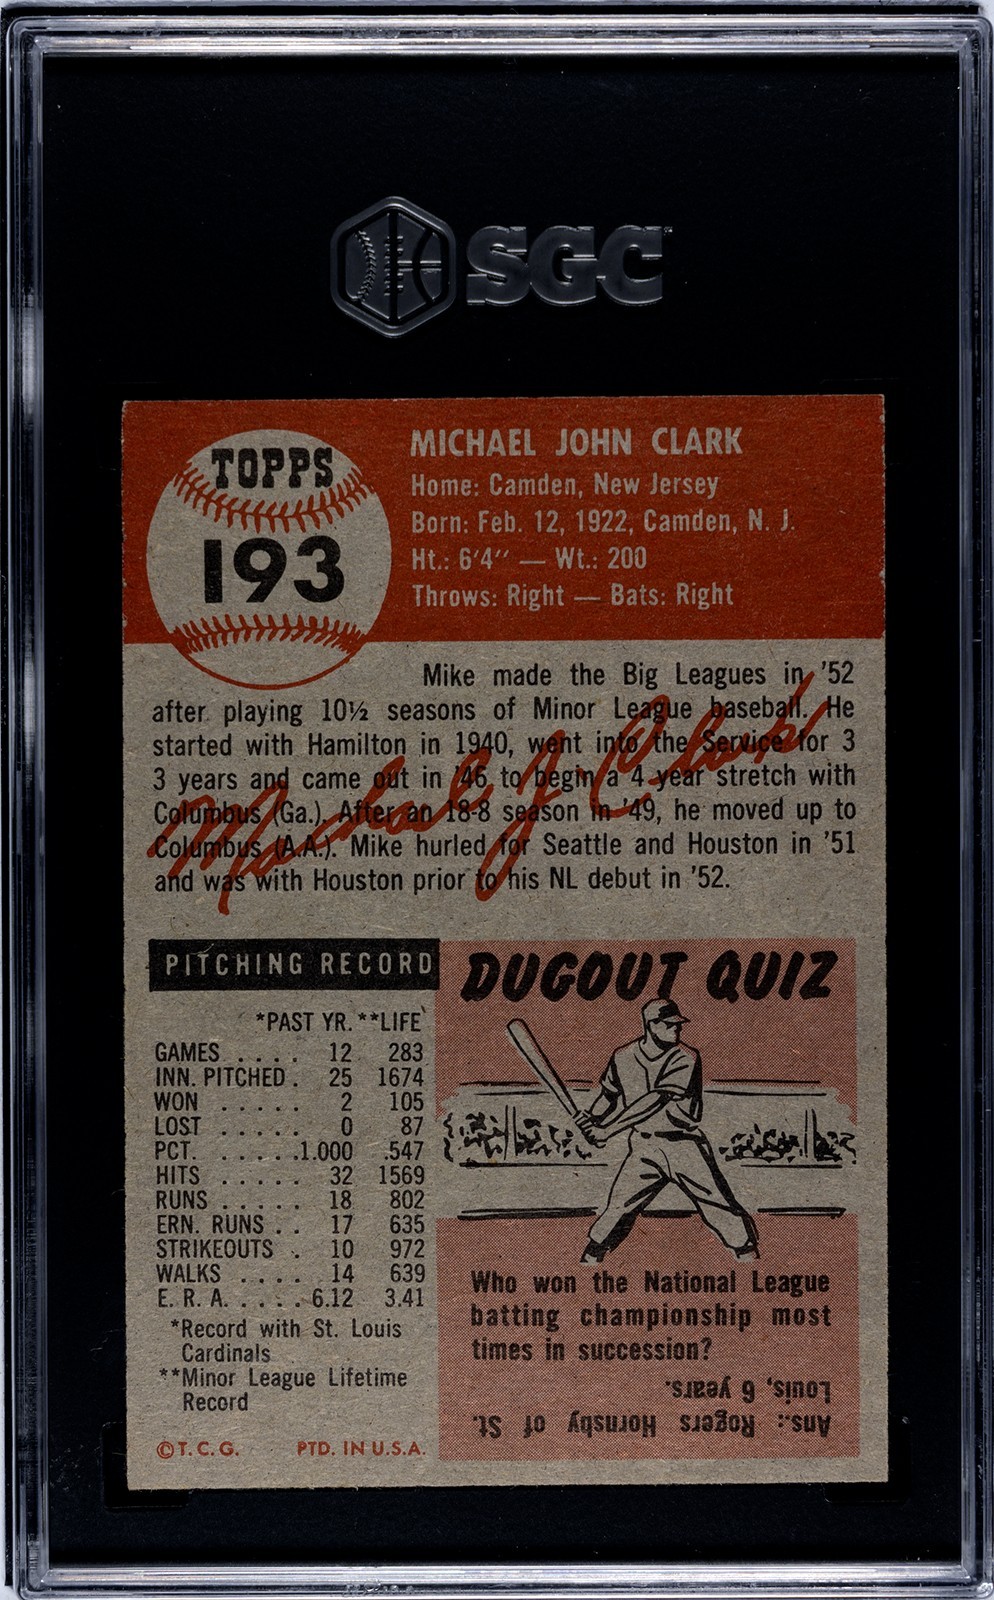 SGC
TOPPS
193
MICHAEL JOHN CLARK
Home: Camden, New Jersey
Born: Feb. 12, 1922, Camden, N. J.
Ht.: 6'4" — Wt.: 200
Throws: Right — Bats: Right
Mike made the Big Leagues in '52
after playing 10½ seasons of Minor League baseball. He
started with Hamilton in 1940, went into the Service for 3
3 years and came out in '46 to begin a 4 year stretch with
Columbus (Ga.). After an 18-8 season in '49, he moved up to
Columbus (A.A.). Mike hurled for Seattle and Houston in '51
and was with Houston prior to his NL debut in '52.
Michael J Clark
PITCHING RECORD
*PAST YR. **LIFE
GAMES .... 12 283
INN. PITCHED. 25 1674
WON ..... 2 105
LOST ..... 0 87
PCT. .....1.000 .547
HITS ..... 32 1569
RUNS ..... 18 802
ERN. RUNS .. 17 635
STRIKEOUTS . 10 972
WALKS .... 14 639
E. R. A. .... 6.12 3.41
*Record with St. Louis
Cardinals
**Minor League Lifetime
Record
©T. C. G. PTD. IN U.S.A.
DUGOUT QUIZ
Who won the National League
batting championship most
times in succession?
Ans.: Rogers Hornsby of St.
Louis, 6 years.